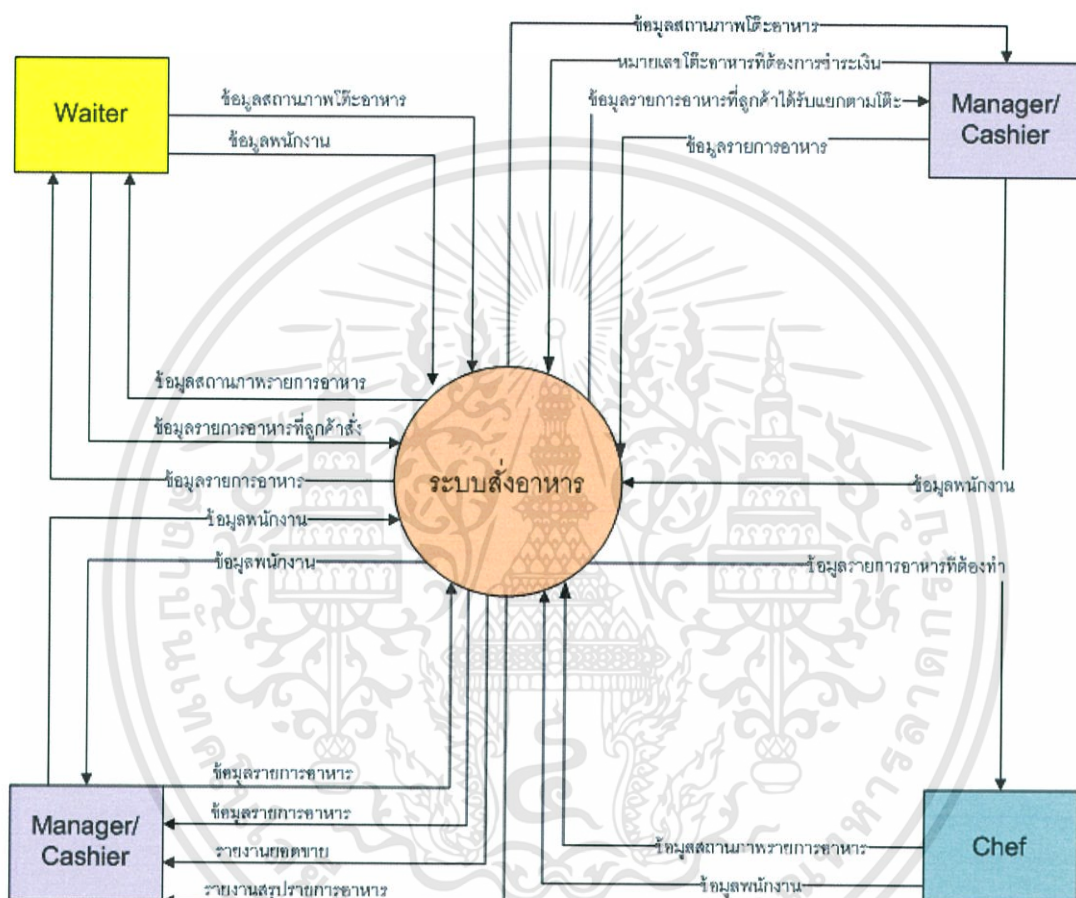 ข้อมูลสถานภาพโต๊ะอาหาร
หมายเลขโต๊ะอาหารที่ต้องการชำระเงิน
Waiter
ข้อมูลสถานภาพโต๊ะอาหาร
ข้อมูลรายการอาหารที่ลูกค้าได้รับแยกตามโต๊ะ
Manager/
Cashier
ข้อมูลพนักงาน
ข้อมูลรายการอาหาร
ข้อมูลสถานภาพรายการอาหาร
ข้อมูลรายการอาหารที่ลูกค้าสั่ง
ข้อมูลรายการอาหาร
ระบบสั่งอาหาร
ข้อมูลพนักงาน
ข้อมูลพนักงาน
ข้อมูลพนักงาน
ข้อมูลรายการอาหารที่ต้องทำ
ข้อมูลรายการอาหาร
Manager/
Cashier
ข้อมูลรายการอาหาร
รายงานยอดขาย
รายงานสรุปรายการอาหาร
ข้อมูลสถานภาพรายการอาหาร
Chef
ข้อมูลพนักงาน